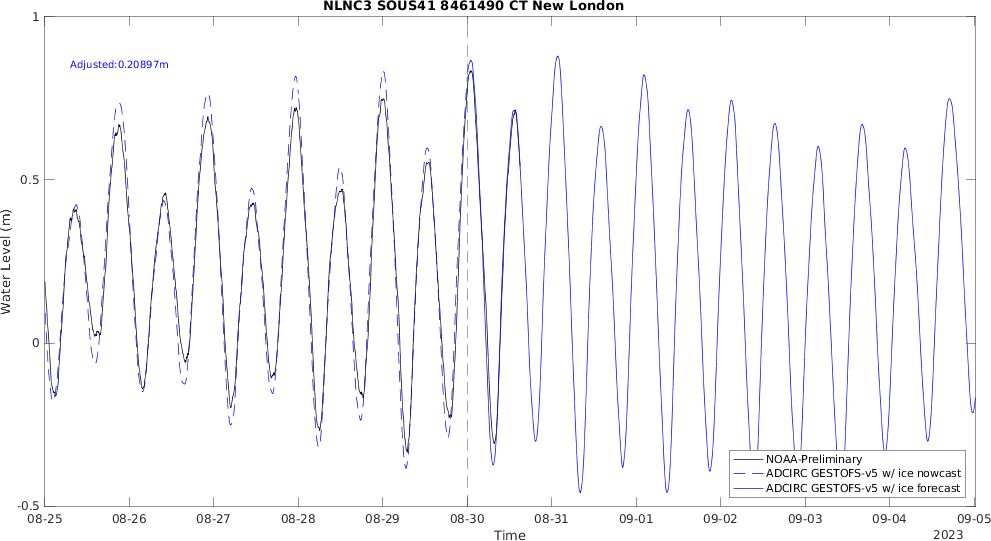 NLNC3 SOUS41 8461490 CT New London
Adjusted:0.20897m
Water Level (m)
1
0.5
0
-0.5
NOAA-Preliminary
ADCIRC GESTOFS-v5 w/ ice nowcast
ADCIRC GESTOFS-v5 w/ ice forecast
08-25 08-26 08-27 08-28 08-29 08-30 08-31 09-01 09-02 09-03 09-04 09-05
Time
2023